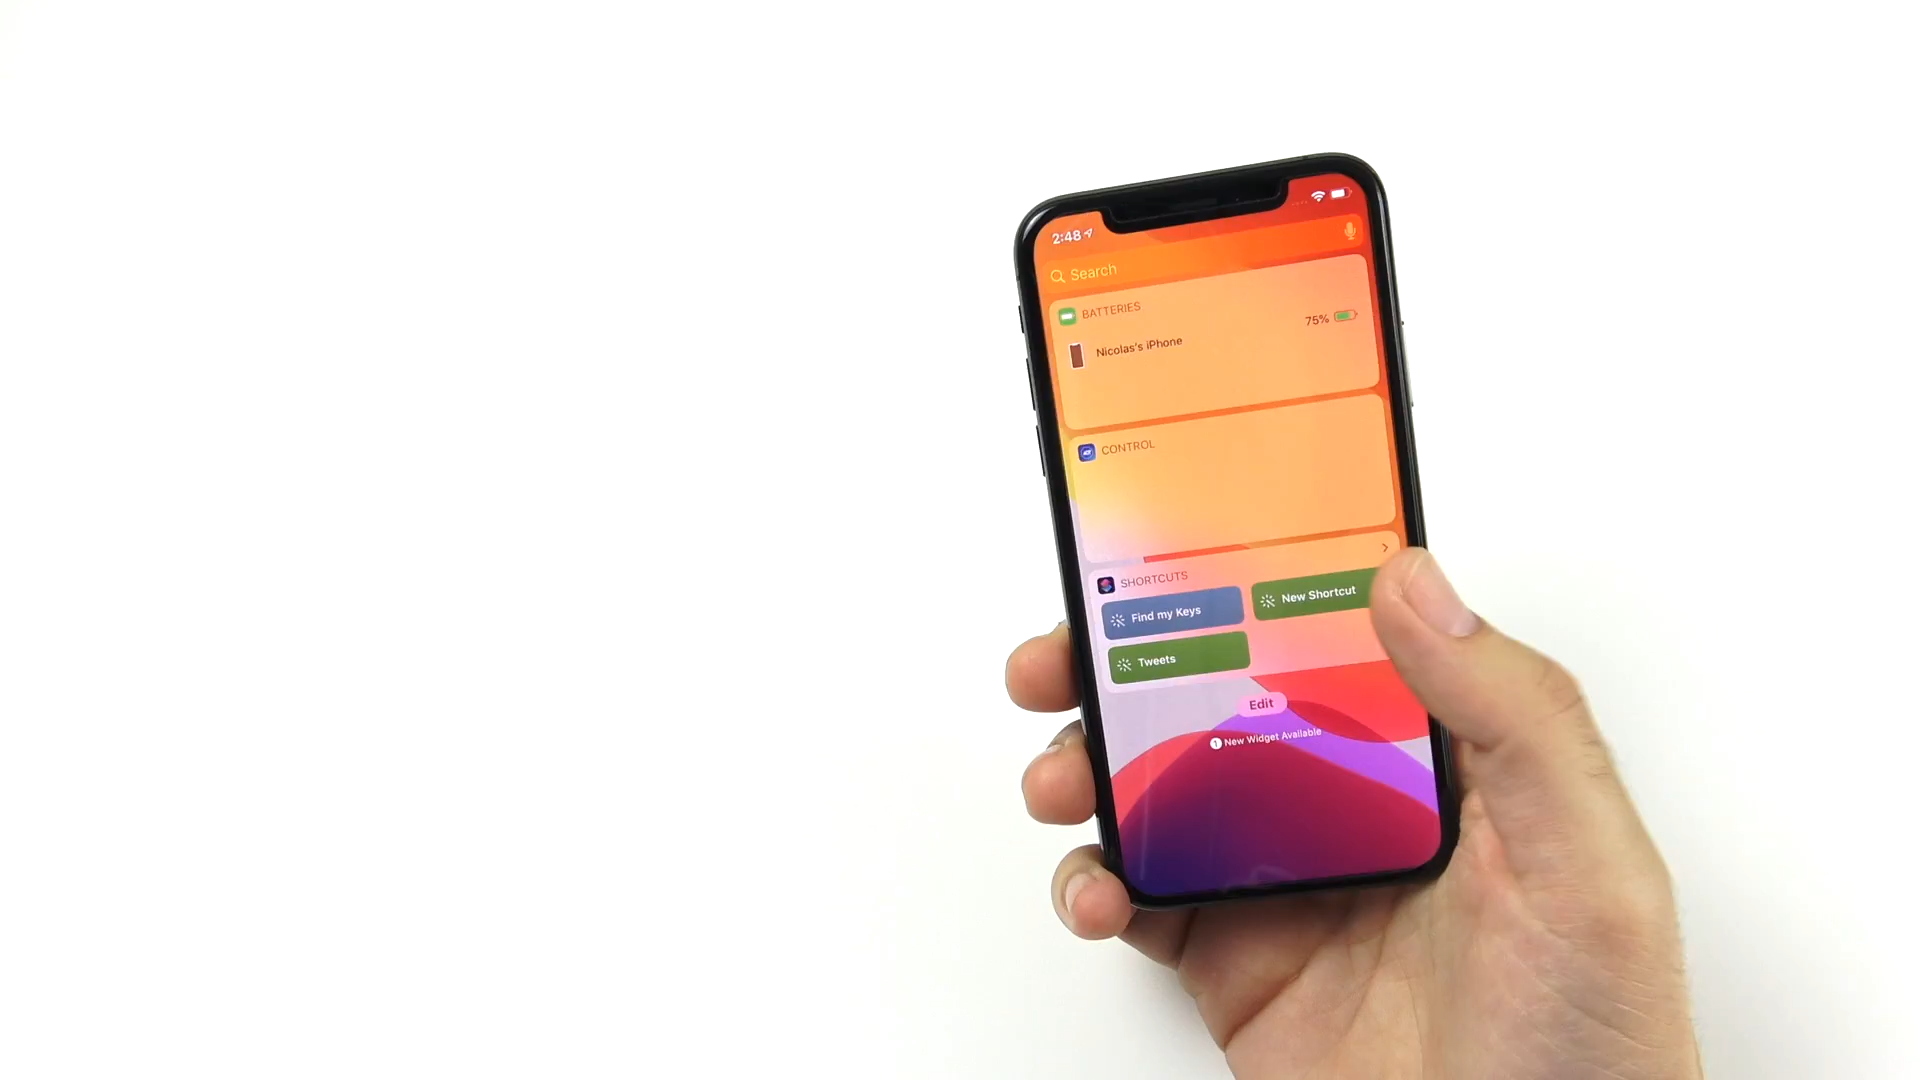 2:48
Search
BATTERIES
Nicolas's iPhone
75%
CONTROL
SHORTCUTS
Find my Keys
New Shortcut
Tweets
Edit
1 New Widget Available